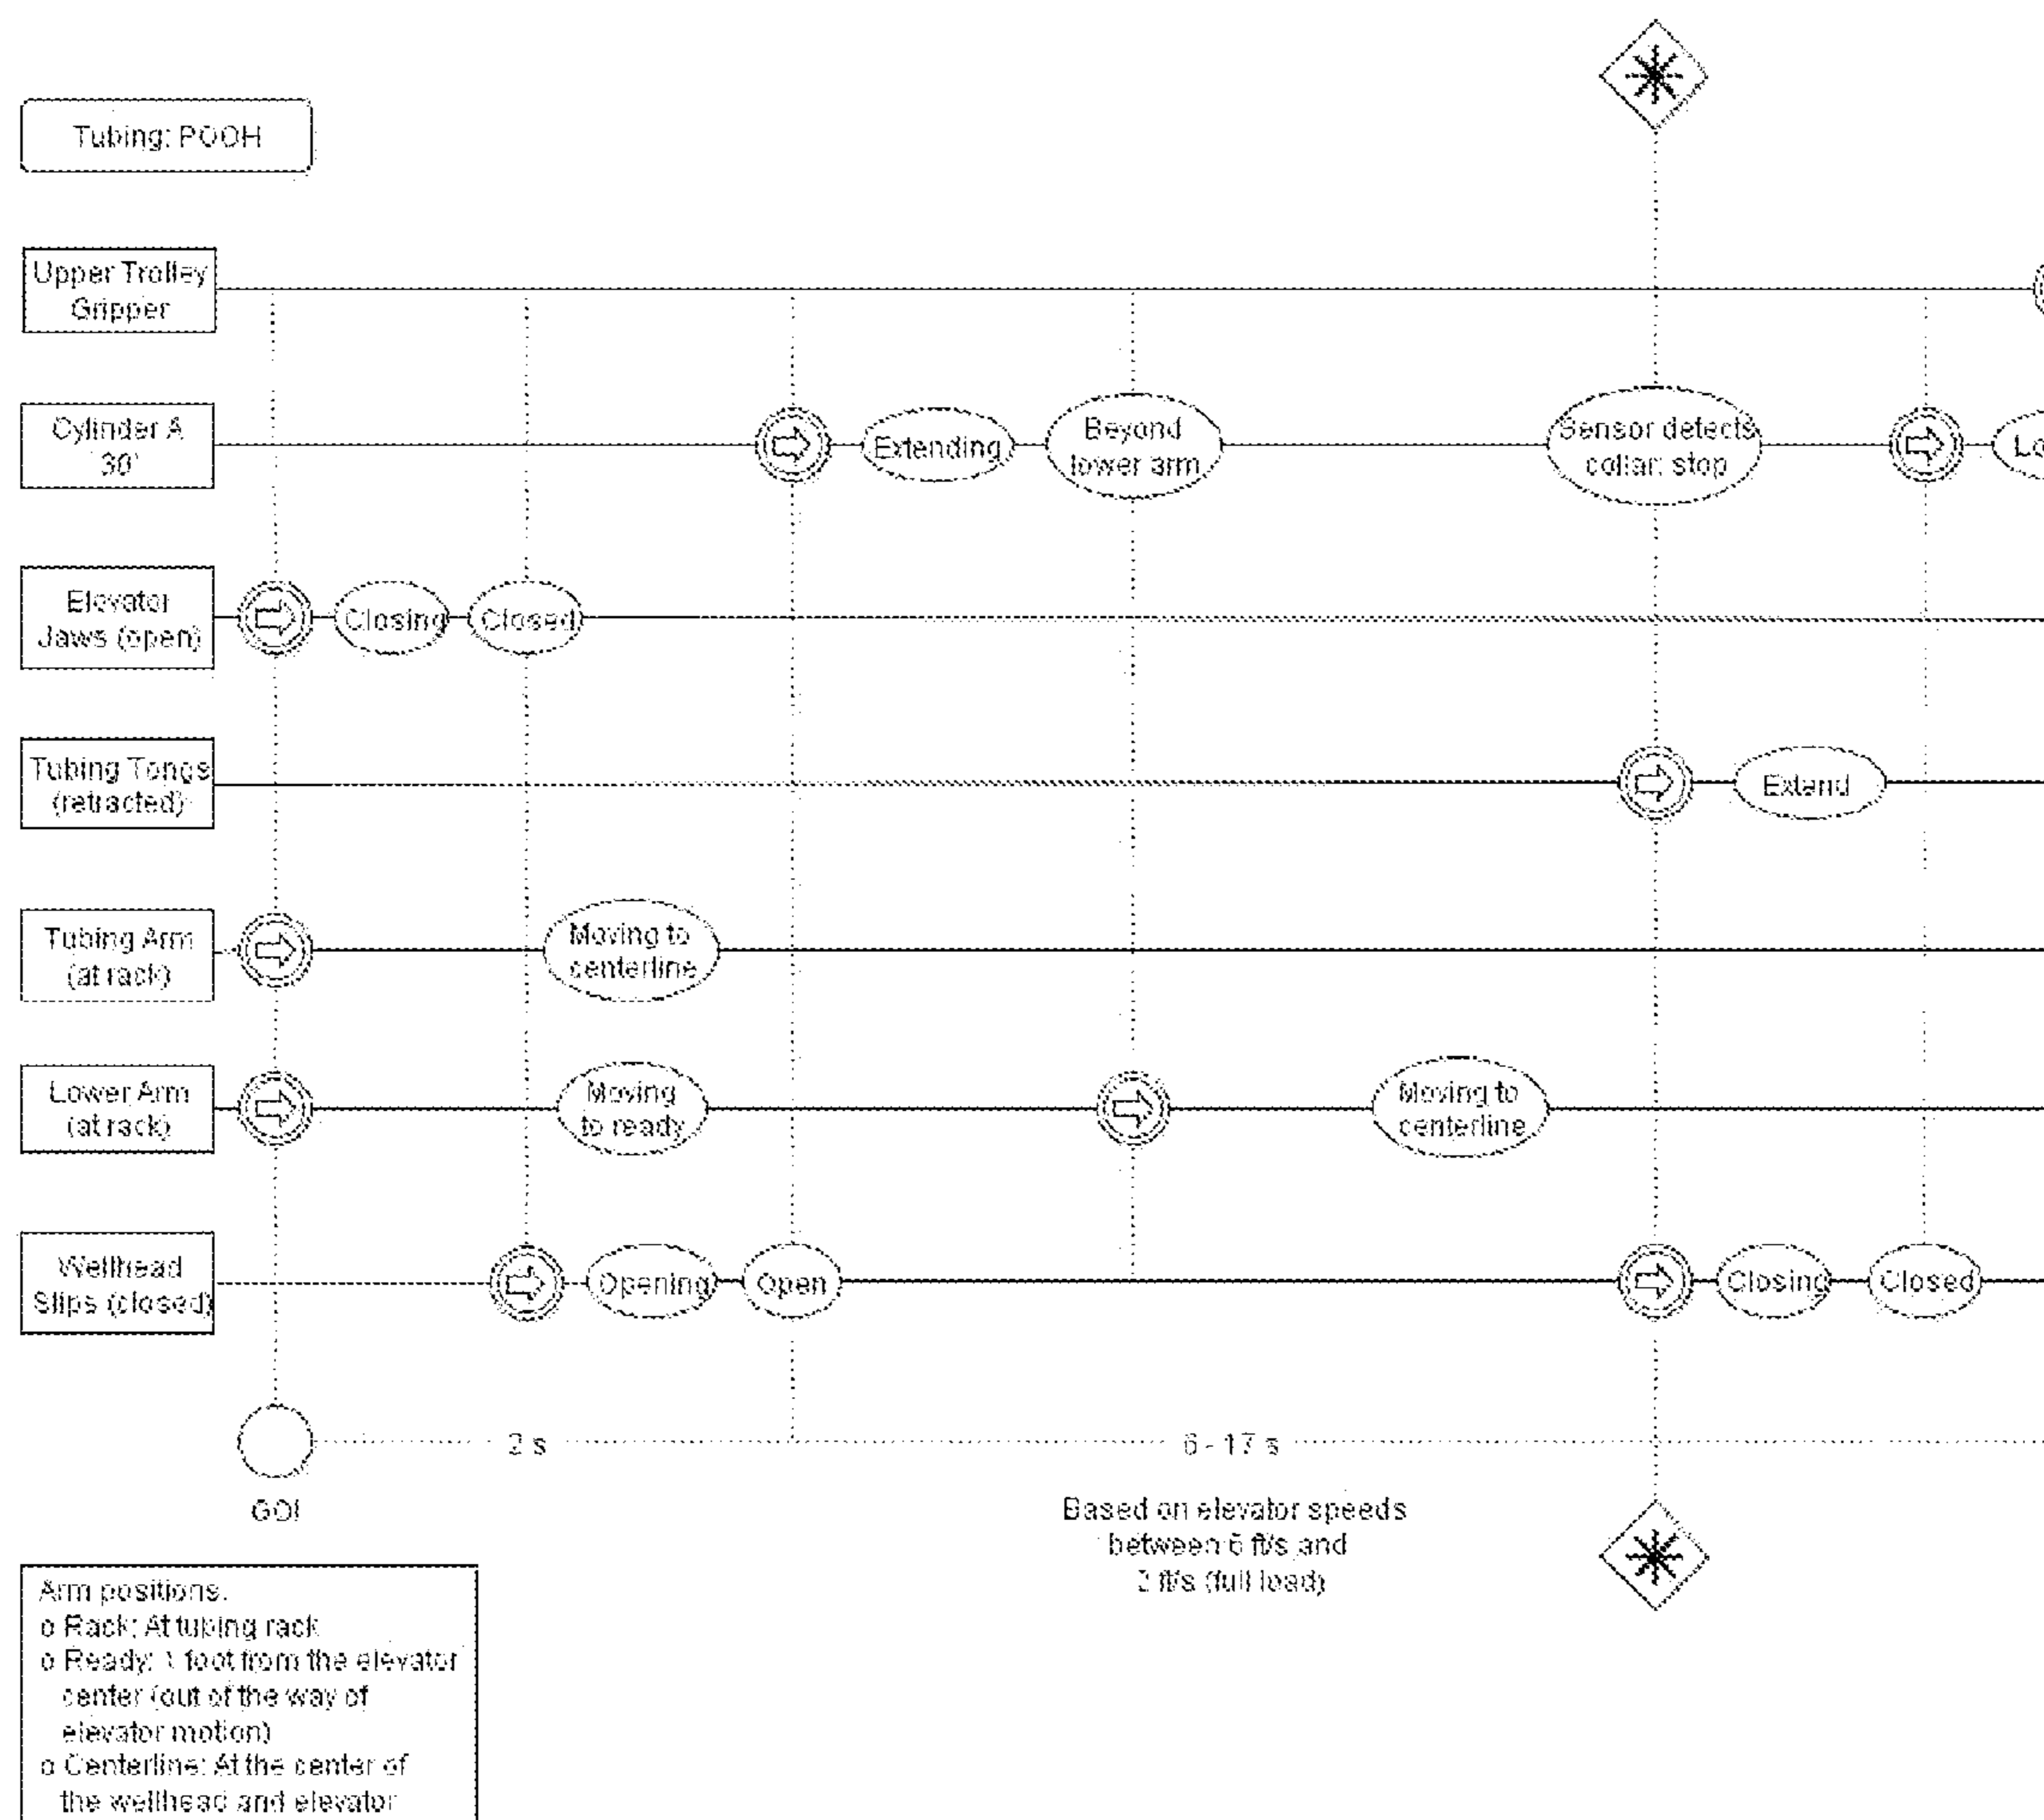 Tubing: POOH
Upper Trolley
Gripper
Cylinder A
30'
Extending
Beyond
lower arm
Sensor detects
collar: stop
Lo
Elevator
Jaws (open)
Closing
Closed
Tubing Tongs
(retracted)
Extend
Tubing Arm
(at rack)
Moving to
centerline
Lower Arm
(at rack)
Moving
to ready
Moving to
centerline
Wellhead
Slips (closed)
Opening
Open
Closing
Closed
2 s
6 - 17 s
GO!
Based on elevator speeds
between 6 ft/s and
2 ft/s (full load)
Arm positions.
o Rack: At tubing rack
o Ready: 1 foot from the elevator
center (out of the way of
elevator motion)
o Centerline: At the center of
the wellhead and elevator